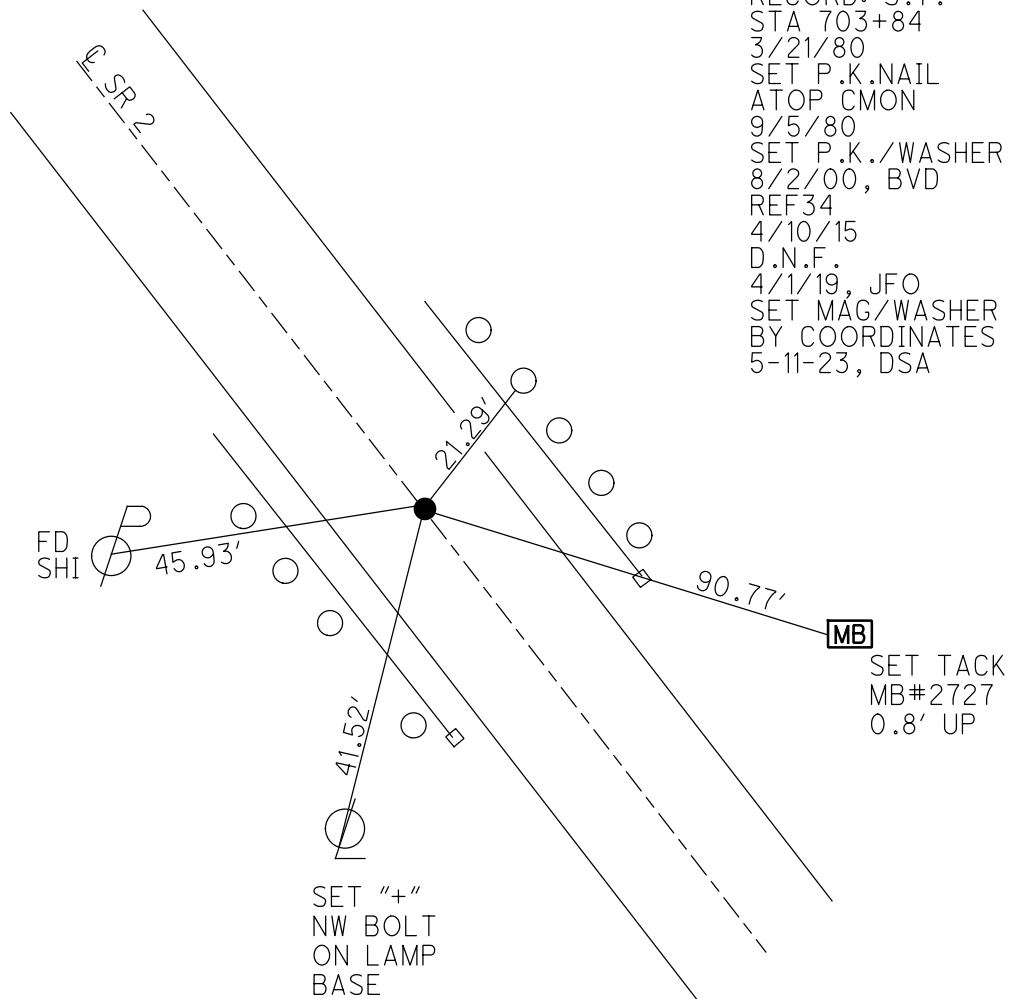 STA 703+84
3/21/80
SET P.K.NAIL
ATOP CMON
9/5/80
SET P.K./WASHER
8/2/00, BVD
REF34
4/10/15
D.N.F.
4/1/19, JFO
SET MAG/WASHER
BY COORDINATES
5-11-23, DSA
℄ SR 2
21.29'
FD
SHI
45.93'
90.77'
MB
SET TACK
MB#2727
0.8' UP
41.52'
SET "+"
NW BOLT
ON LAMP
BASE